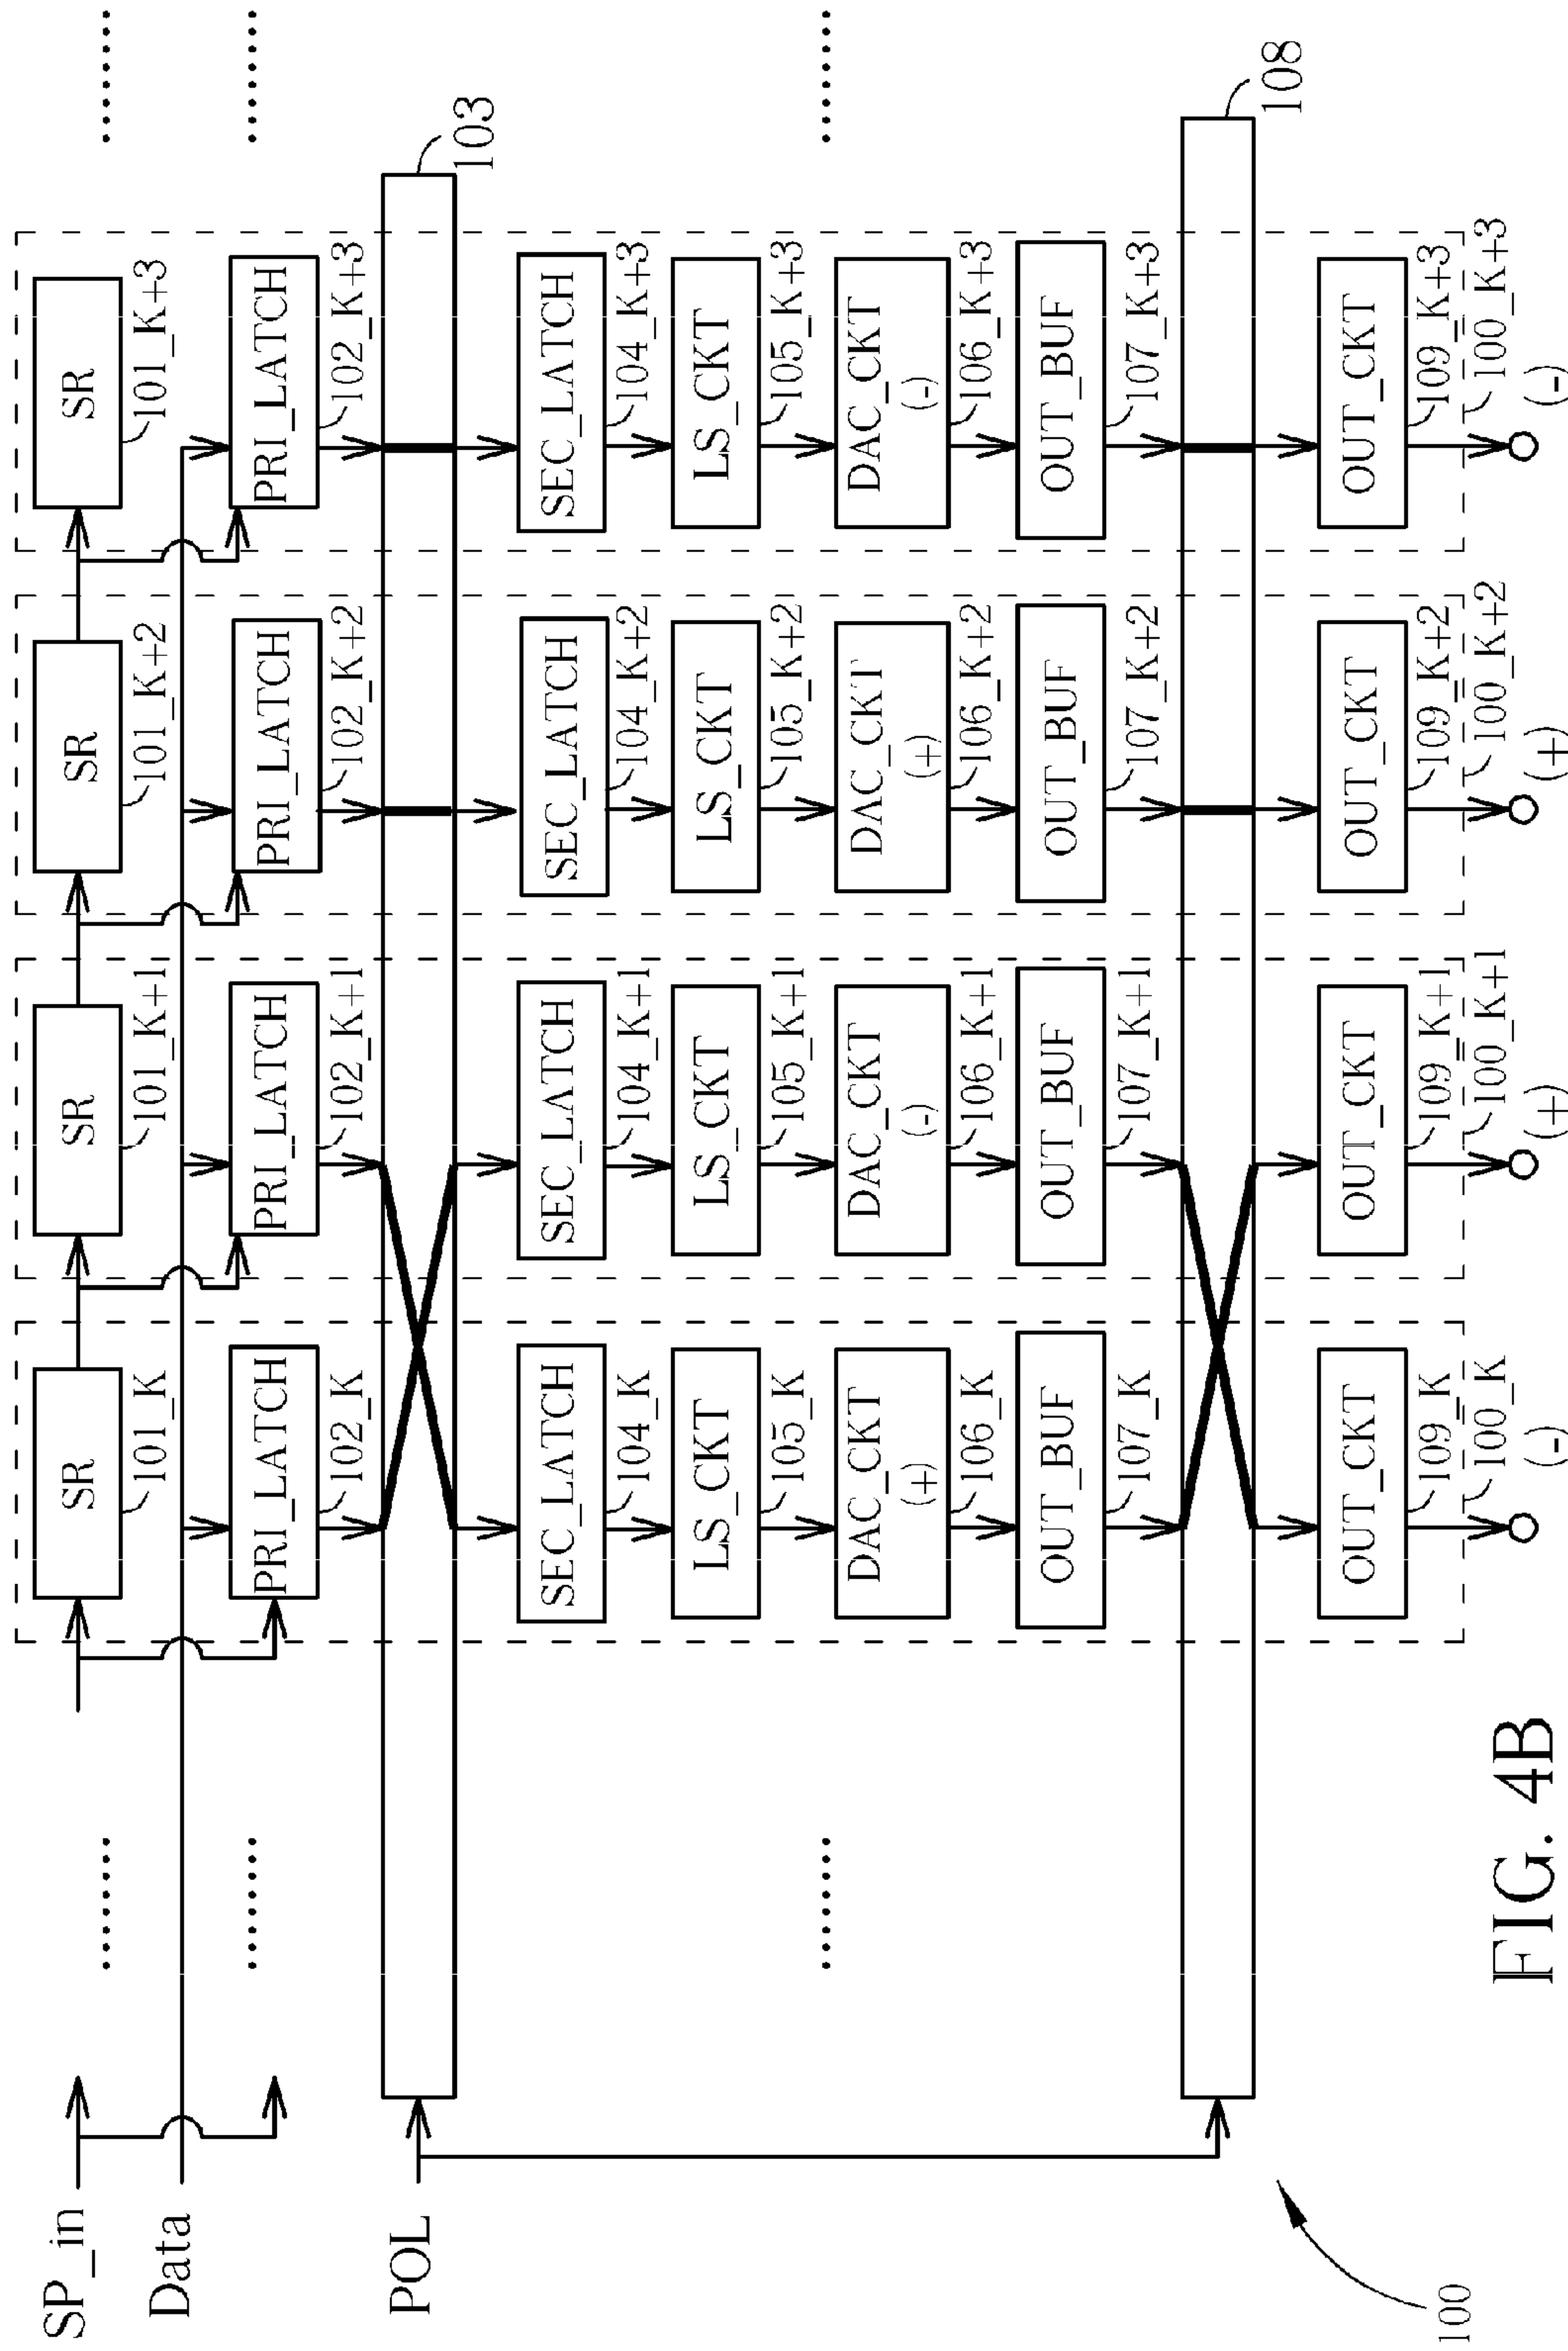 SP_in
Data
POL
SR SR SR SR
101_K 101_K+1 101_K+2 101_K+3
PRI_LATCH PRI_LATCH PRI_LATCH PRI_LATCH
102_K 102_K+1 102_K+2 102_K+3
103
SEC_LATCH SEC_LATCH SEC_LATCH SEC_LATCH
104_K 104_K+1 104_K+2 104_K+3
LS_CKT LS_CKT LS_CKT LS_CKT
105_K 105_K+1 105_K+2 105_K+3
DAC_CKT DAC_CKT DAC_CKT DAC_CKT
(+) (-) (+) (-)
106_K 106_K+1 106_K+2 106_K+3
OUT_BUF OUT_BUF OUT_BUF OUT_BUF
107_K 107_K+1 107_K+2 107_K+3
108
OUT_CKT OUT_CKT OUT_CKT OUT_CKT
109_K 109_K+1 109_K+2 109_K+3
100_K 100_K+1 100_K+2 100_K+3
(-) (+) (+) (-)
100
FIG. 4B